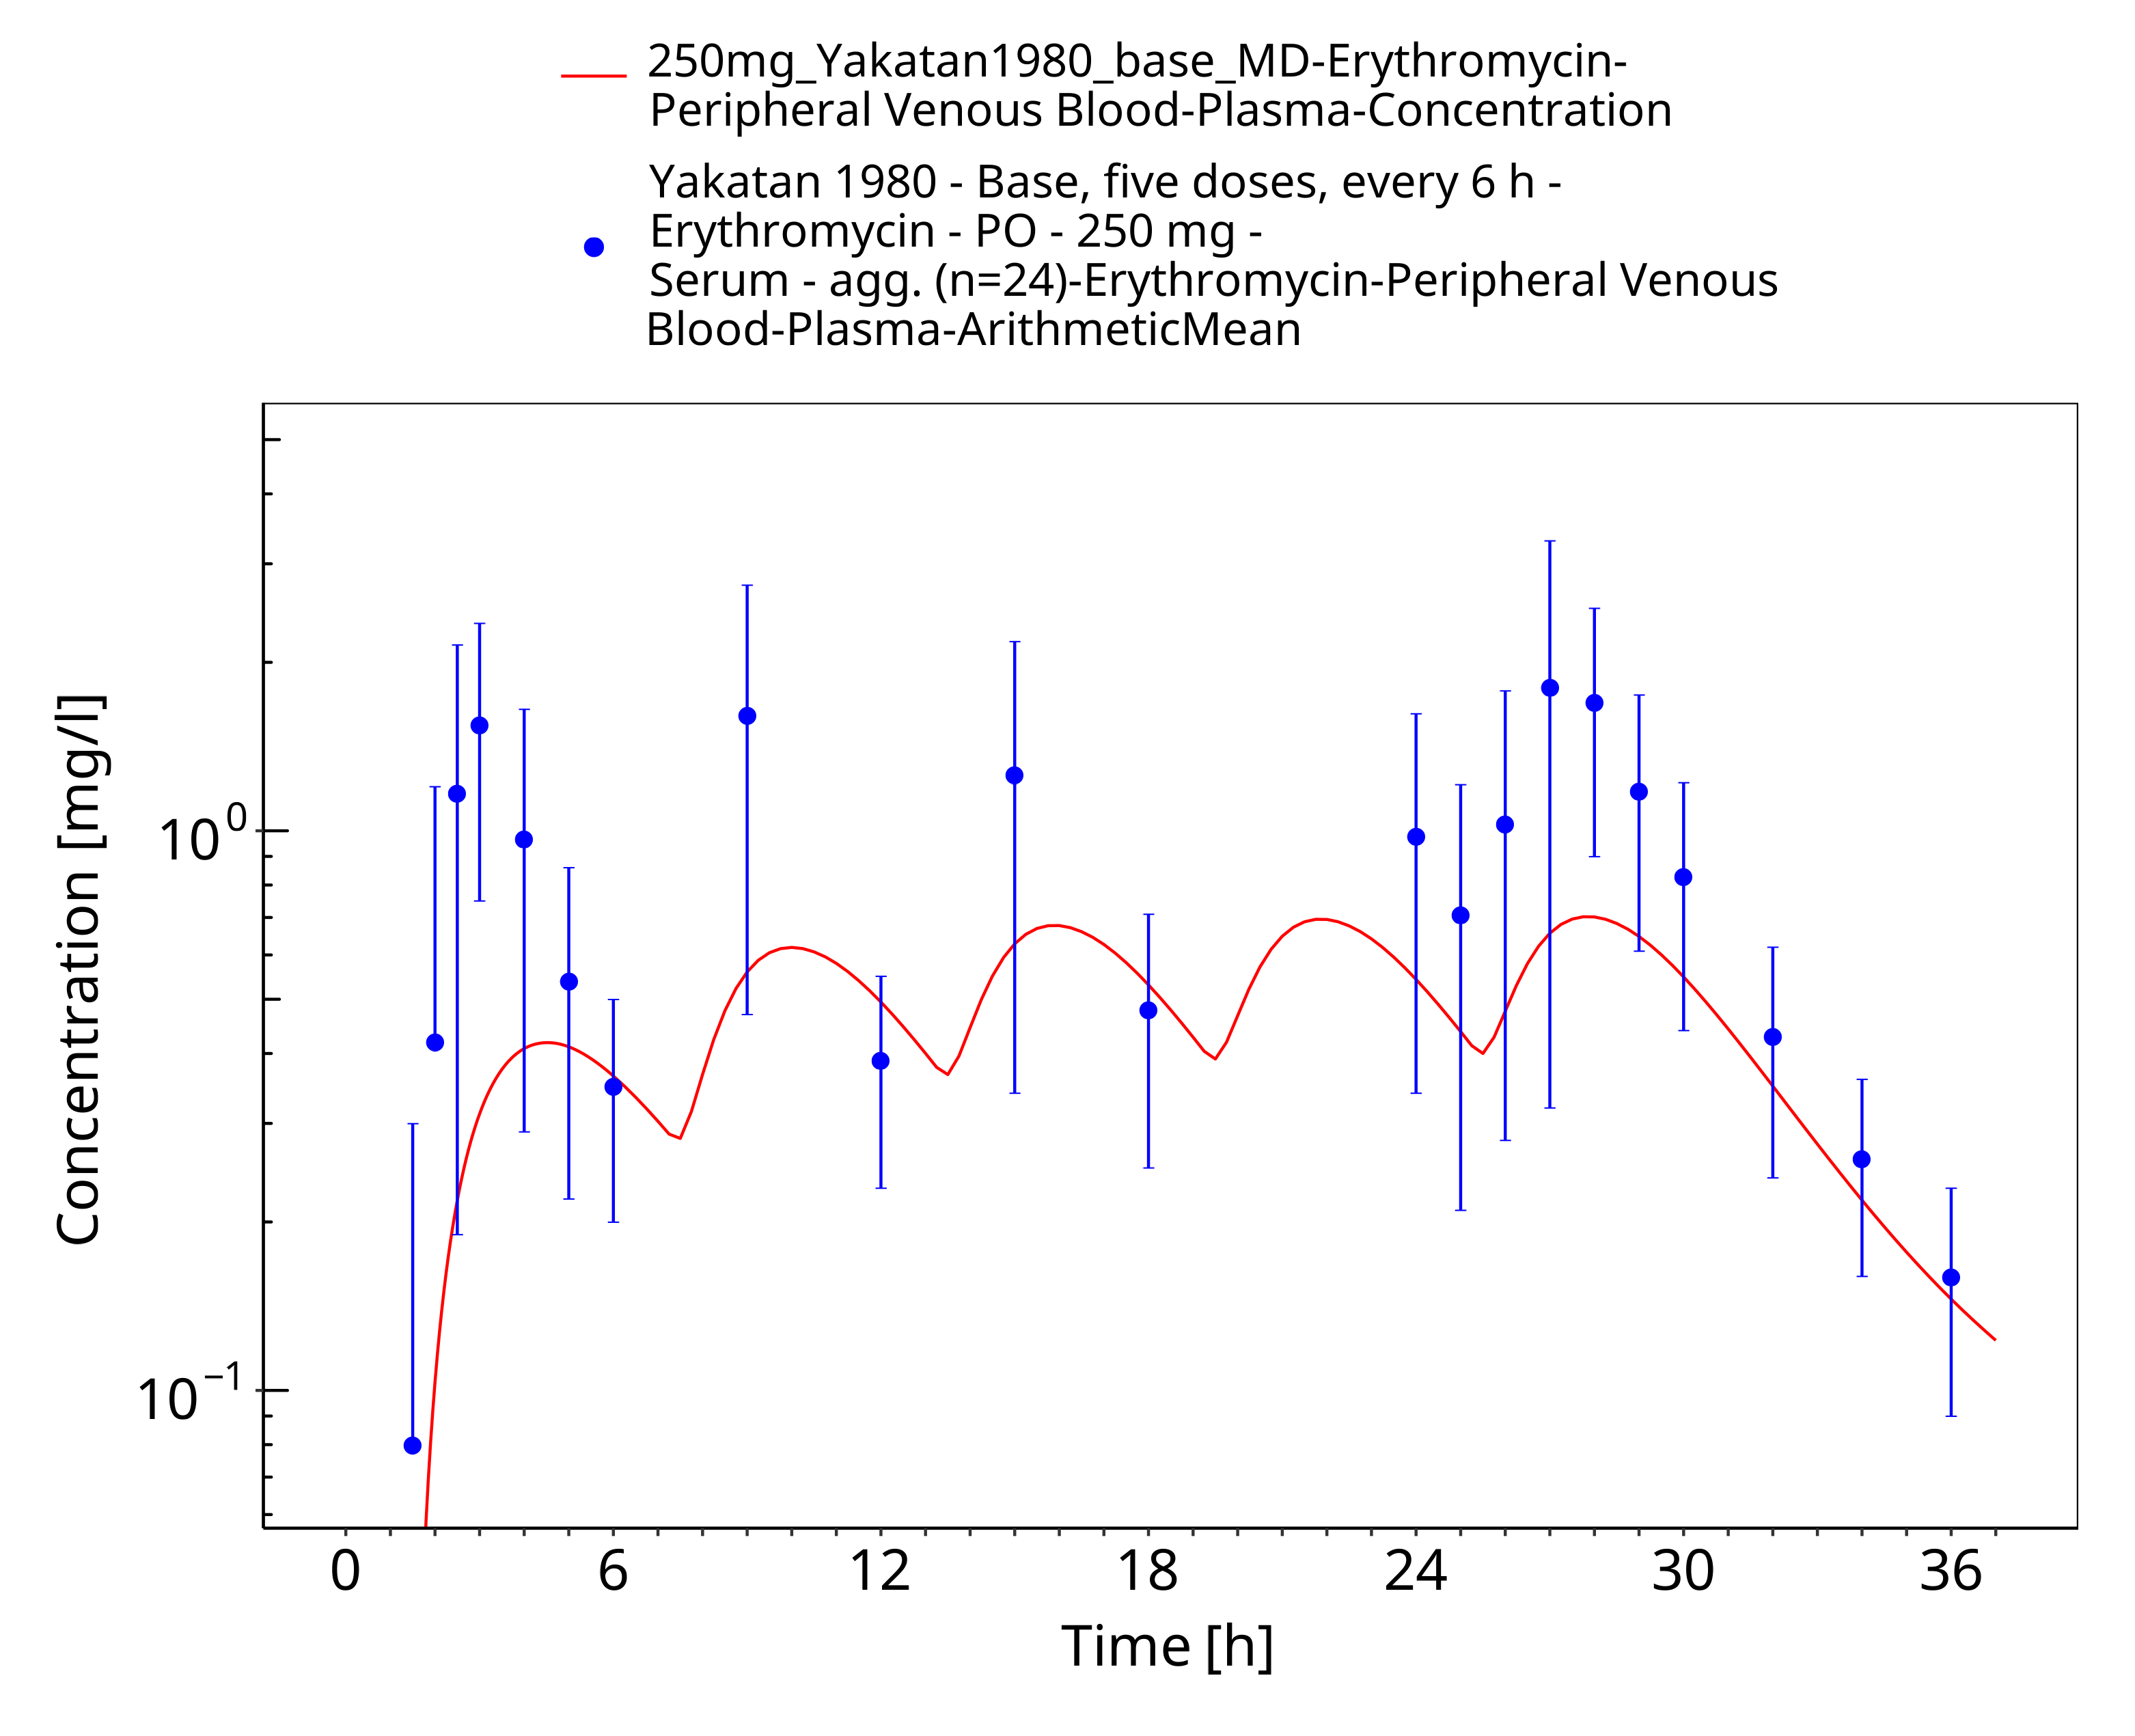 250mg_Yakatan1980_base_MD-Erythromycin-
Peripheral Venous Blood-Plasma-Concentration
Yakatan 1980 - Base, five doses, every 6 h -
Erythromycin - PO - 250 mg -
Serum - agg. (n=24)-Erythromycin-Peripheral Venous
Blood-Plasma-ArithmeticMean
Concentration [mg/l]
10⁰
10⁻¹
0 6 12 18 24 30 36
Time [h]